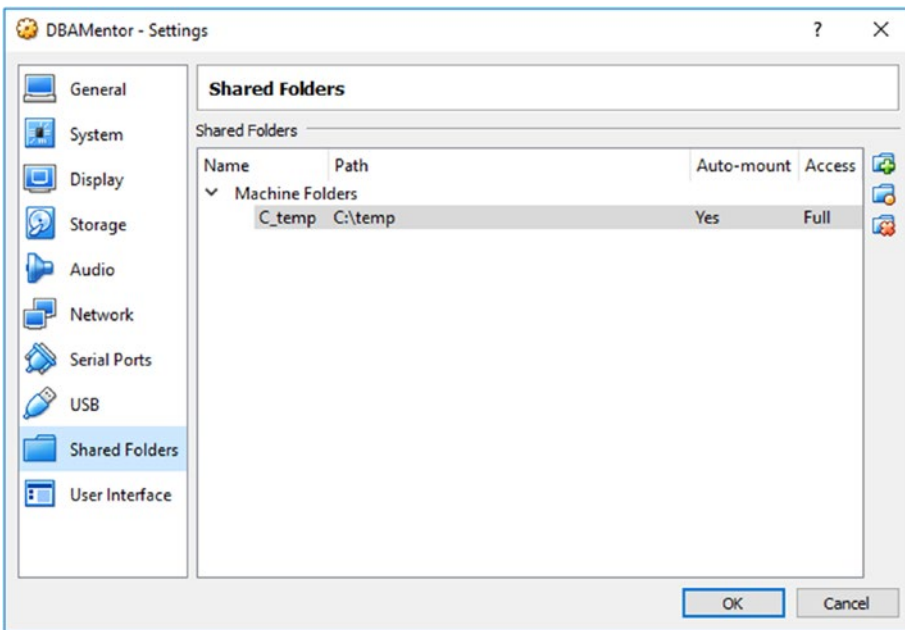 DBAMentor - Settings ?
General
System
Display
Storage
Audio
Network
Serial Ports
USB
Shared Folders
User Interface
Shared Folders
Shared Folders
Name Path Auto-mount Access
Machine Folders
C_temp C:\temp Yes Full
OK Cancel